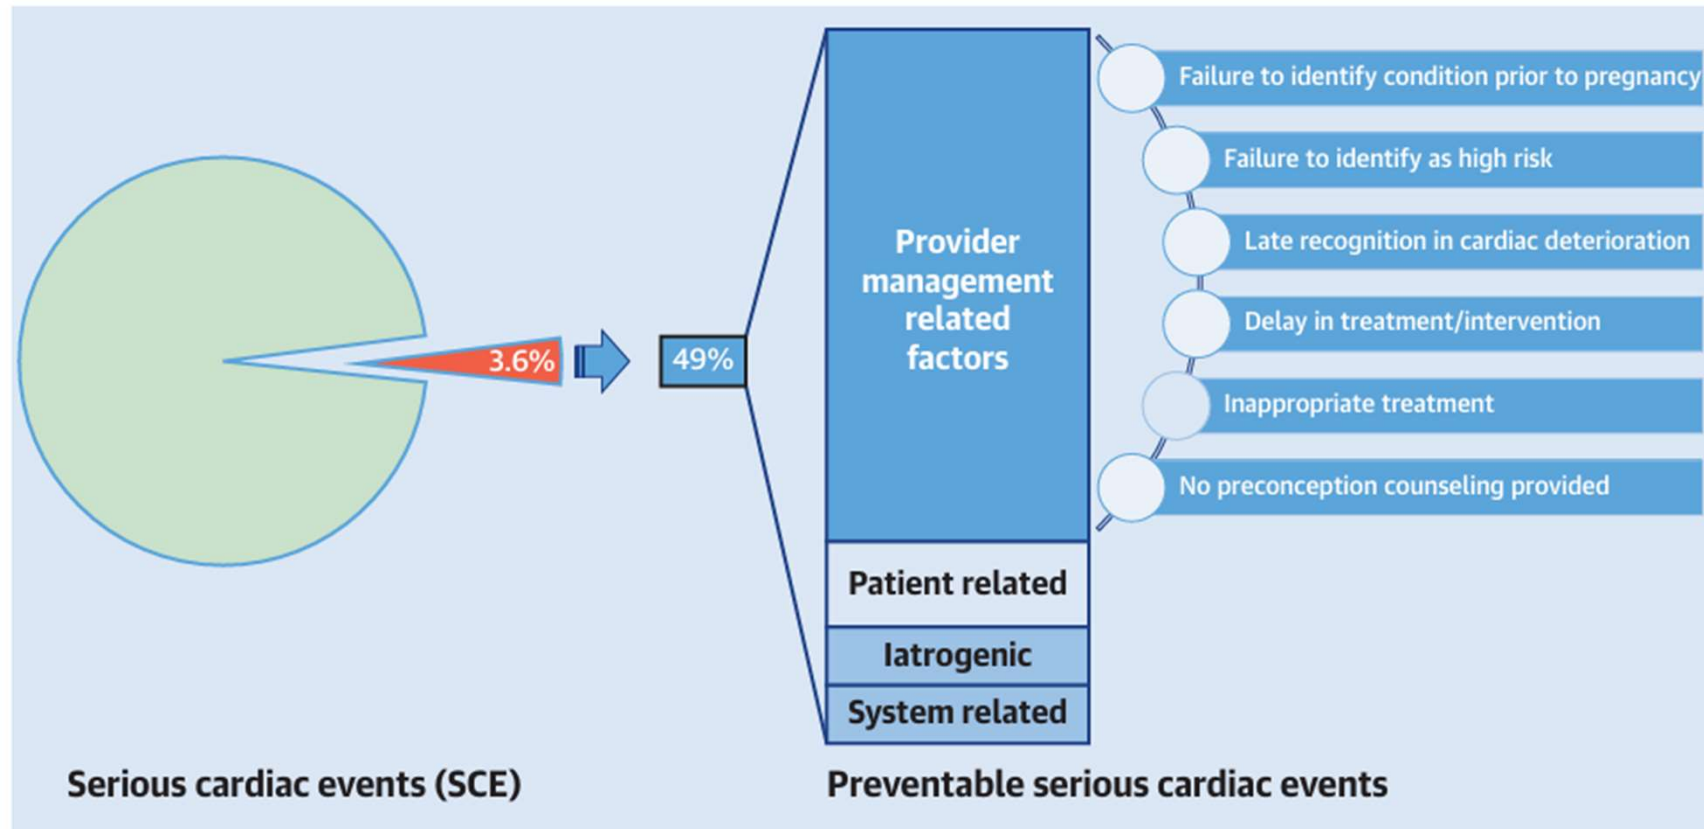 3.6%
49%
Provider
management
related
factors
Patient related
Iatrogenic
System related
Failure to identify condition prior to pregnancy
Failure to identify as high risk
Late recognition in cardiac deterioration
Delay in treatment/intervention
Inappropriate treatment
No preconception counseling provided
Serious cardiac events (SCE)
Preventable serious cardiac events